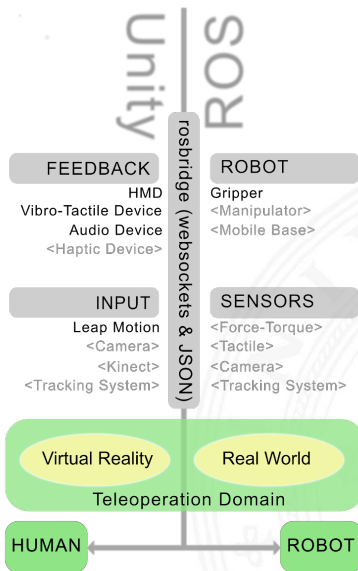 Unity
ROS
rosbridge (websockets & JSON)
FEEDBACK
HMD
Vibro-Tactile Device
Audio Device
<Haptic Device>
ROBOT
Gripper
<Manipulator>
<Mobile Base>
INPUT
Leap Motion
<Camera>
<Kinect>
<Tracking System>
SENSORS
<Force-Torque>
<Tactile>
<Camera>
<Tracking System>
Virtual Reality
Real World
Teleoperation Domain
HUMAN
ROBOT